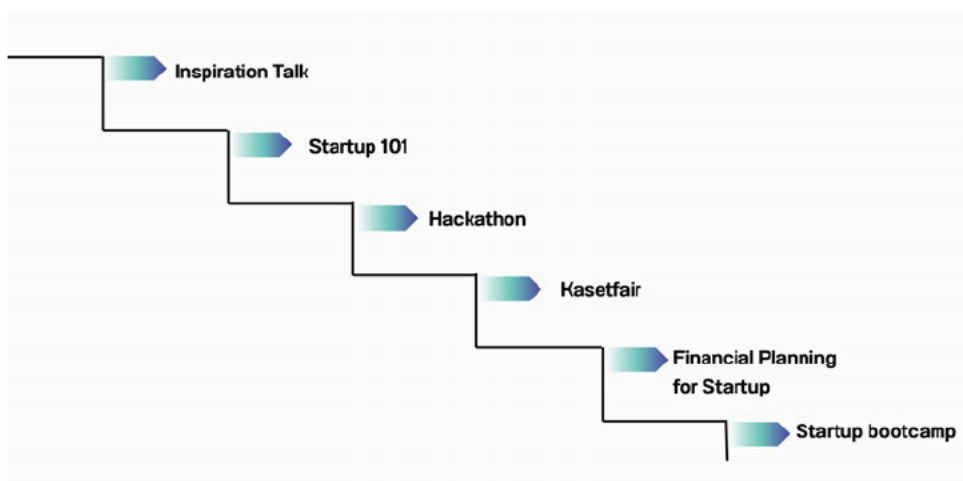 Inspiration Talk
Startup 101
Hackathon
Kasetfair
Financial Planning
for Startup
Startup bootcamp